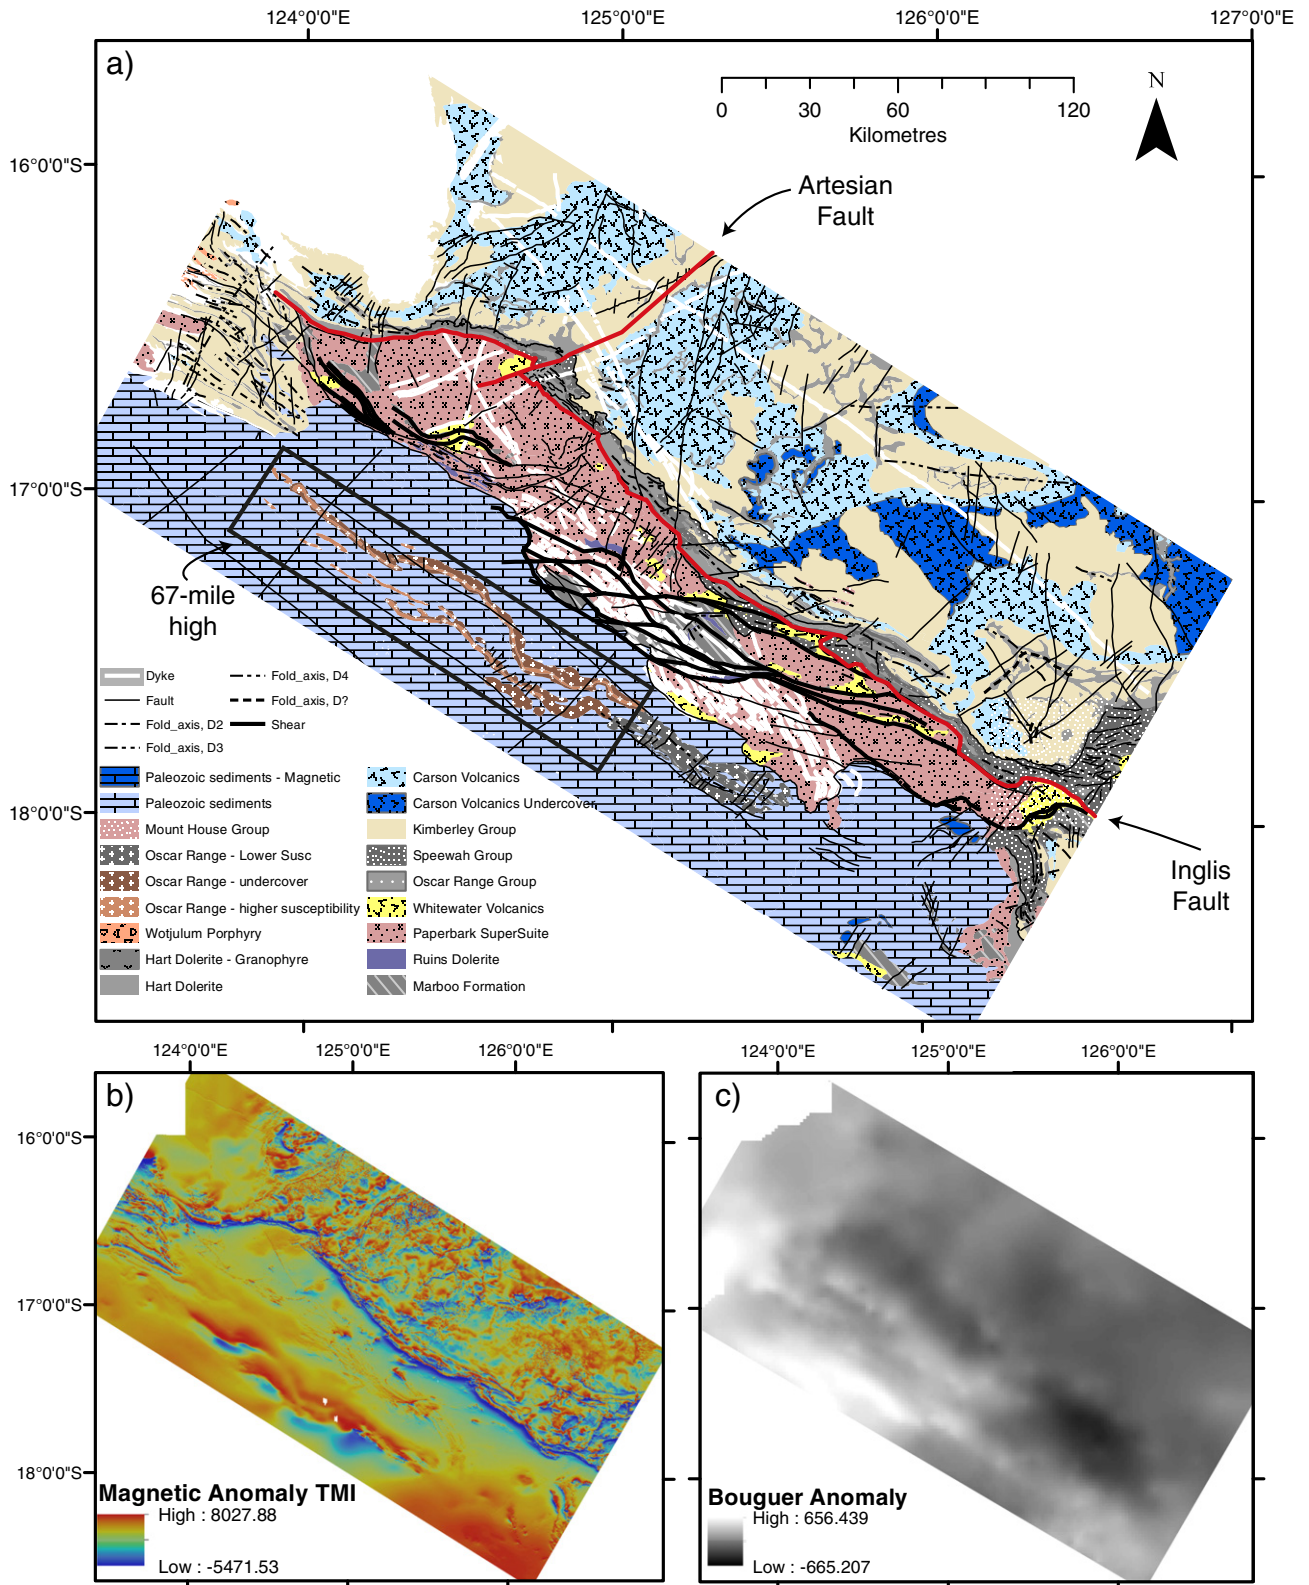 124°0'0"E
125°0'0"E
126°0'0"E
127°0'0"E
a)
0
30
60
120
Kilometres
N
16°0'0"S
17°0'0"S
18°0'0"S
Artesian
Fault
67-mile
high
Inglis
Fault
Dyke
Fault
Fold_axis, D2
Fold_axis, D3
Fold_axis, D4
Fold_axis, D?
Shear
Paleozoic sediments - Magnetic
Paleozoic sediments
Mount House Group
Oscar Range - Lower Susc
Oscar Range - undercover
Oscar Range - higher susceptibility
Wotjulum Porphyry
Hart Dolerite - Granophyre
Hart Dolerite
Carson Volcanics
Carson Volcanics Undercover
Kimberley Group
Speewah Group
Oscar Range Group
Whitewater Volcanics
Paperbark SuperSuite
Ruins Dolerite
Marboo Formation
124°0'0"E
125°0'0"E
126°0'0"E
b)
16°0'0"S
17°0'0"S
18°0'0"S
Magnetic Anomaly TMI
High : 8027.88
Low : -5471.53
124°0'0"E
125°0'0"E
126°0'0"E
c)
Bouguer Anomaly
High : 656.439
Low : -665.207